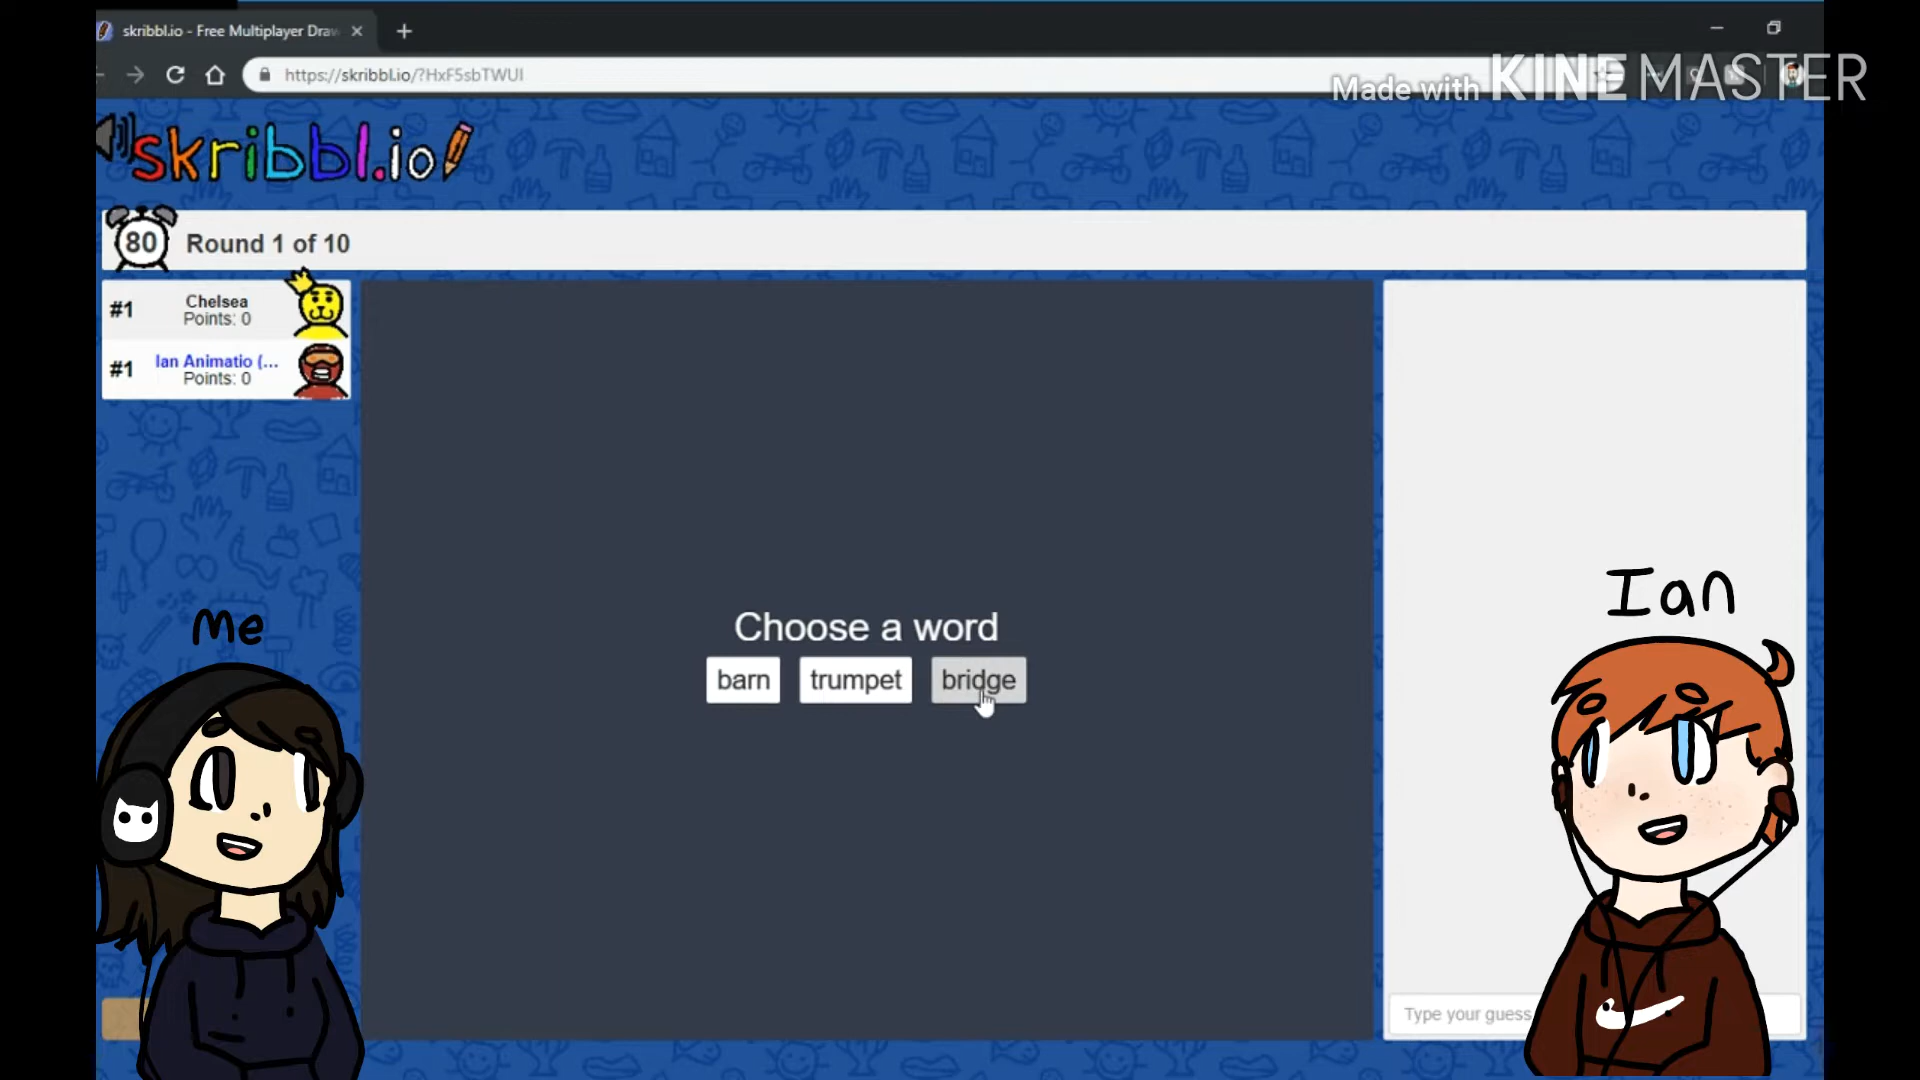 skribbl.io - Free Multiplayer Draw
https://skribbl.io/?HxF5sbTWUI
Made with KINEMASTER
skribbl.io
80
Round 1 of 10
#1
Chelsea
Points: 0
#1
Ian Animatio (...
Points: 0
Me
Ian
Choose a word
barn
trumpet
bridge
Type your guess